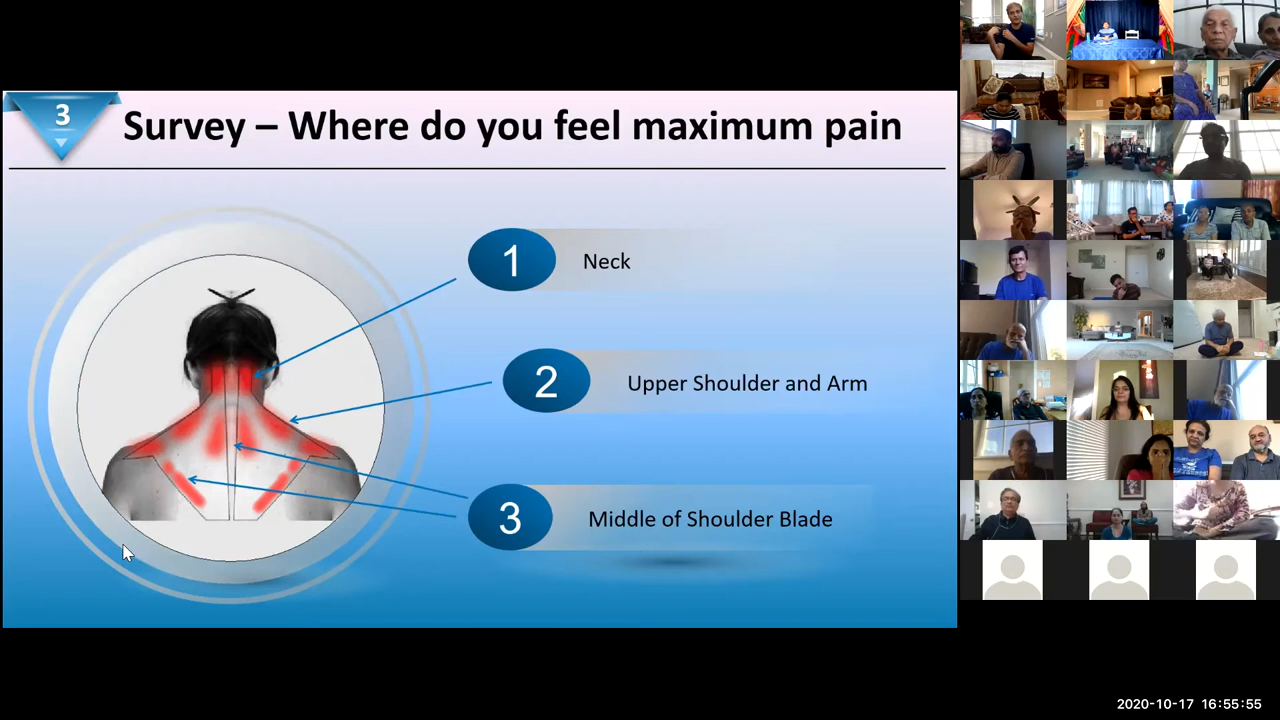 3
Survey – Where do you feel maximum pain
1
Neck
2
Upper Shoulder and Arm
3
Middle of Shoulder Blade
2020-10-17 16:55:55